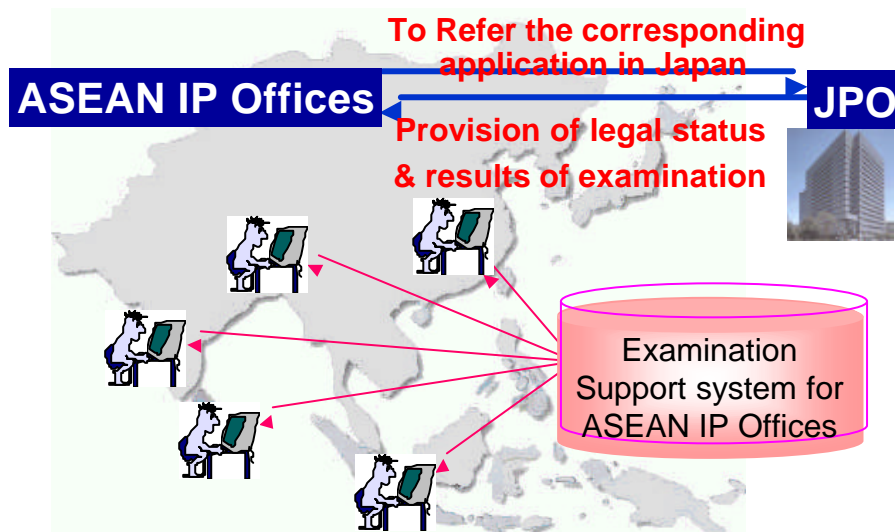 To Refer the corresponding
application in Japan
ASEAN IP Offices
JPO
Provision of legal status
& results of examination
Examination
Support system for
ASEAN IP Offices